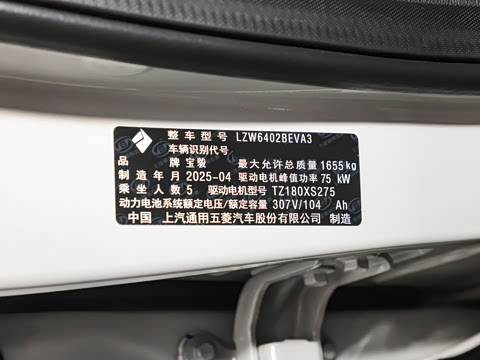 整车型号 LZW6402BEVA3
车辆识别代号
品牌 宝骏 最大允许总质量 1655kg
制造年月 2025-04 驱动电机峰值功率 75 kW
乘坐人数 5 驱动电机型号 TZ180XS275
动力电池系统额定电压/额定容量 307V/104 Ah
中国 上汽通用五菱汽车股份有限公司 制造